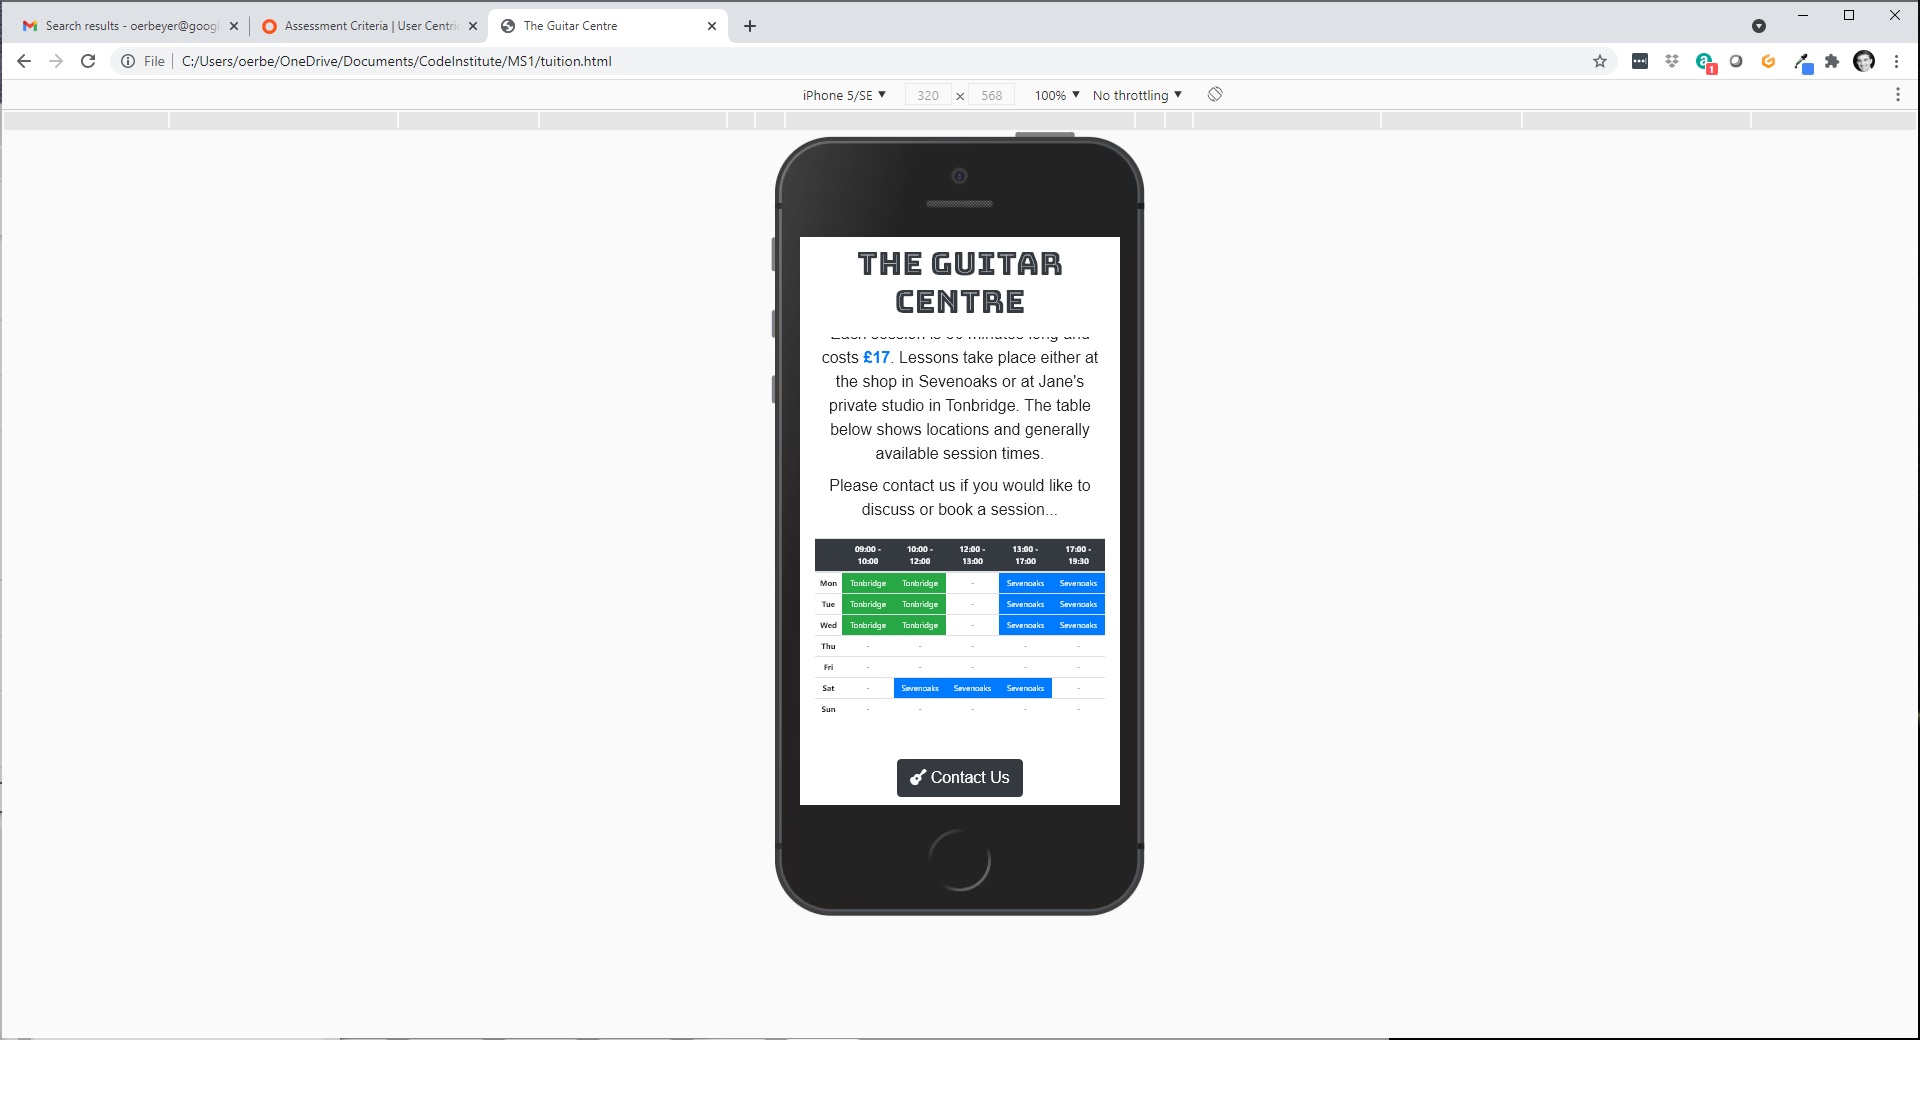 Search results - oerbeyer@goog
Assessment Criteria | User Centri
The Guitar Centre
File
C:/Users/oerbe/OneDrive/Documents/CodeInstitute/MS1/tuition.html
1
iPhone 5/SE 320 × 568 100% No throttling
THE GUITAR
CENTRE
costs £17. Lessons take place either at
the shop in Sevenoaks or at Jane's
private studio in Tonbridge. The table
below shows locations and generally
available session times.
Please contact us if you would like to
discuss or book a session...
09:00 - 10:00 - 12:00 - 13:00 - 17:00 -
10:00 12:00 13:00 17:00 19:30
Mon Tonbridge Tonbridge - Sevenoaks Sevenoaks
Tue Tonbridge Tonbridge - Sevenoaks Sevenoaks
Wed Tonbridge Tonbridge - Sevenoaks Sevenoaks
Thu - - - - -
Fri - - - - -
Sat - Sevenoaks Sevenoaks Sevenoaks -
Sun - - - - -
Contact Us